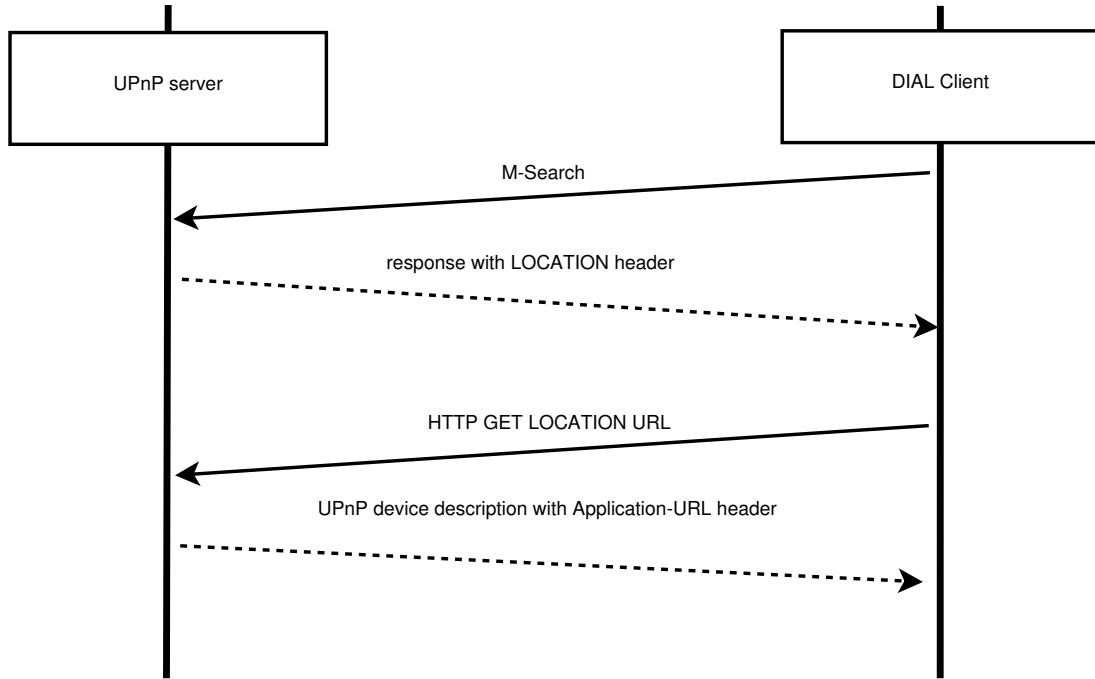 UPnP server
DIAL Client
M-Search
response with LOCATION header
HTTP GET LOCATION URL
UPnP device description with Application-URL header